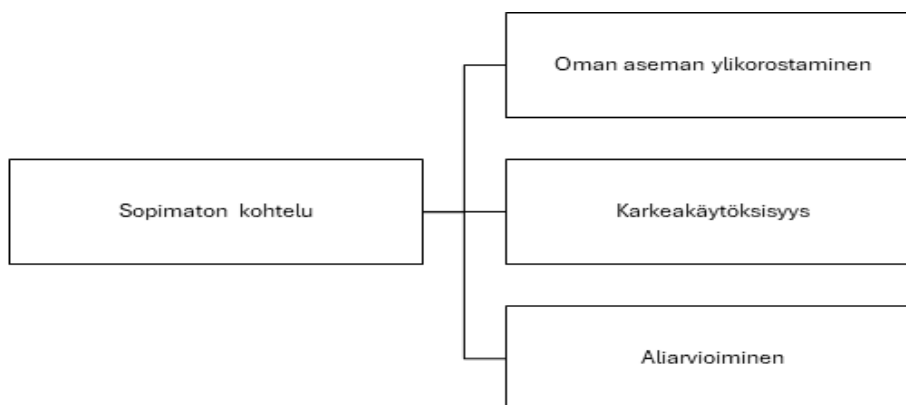 Oman aseman ylikorostaminen
Sopimaton kohtelu
Karkeakäytöksisyys
Aliarvioiminen